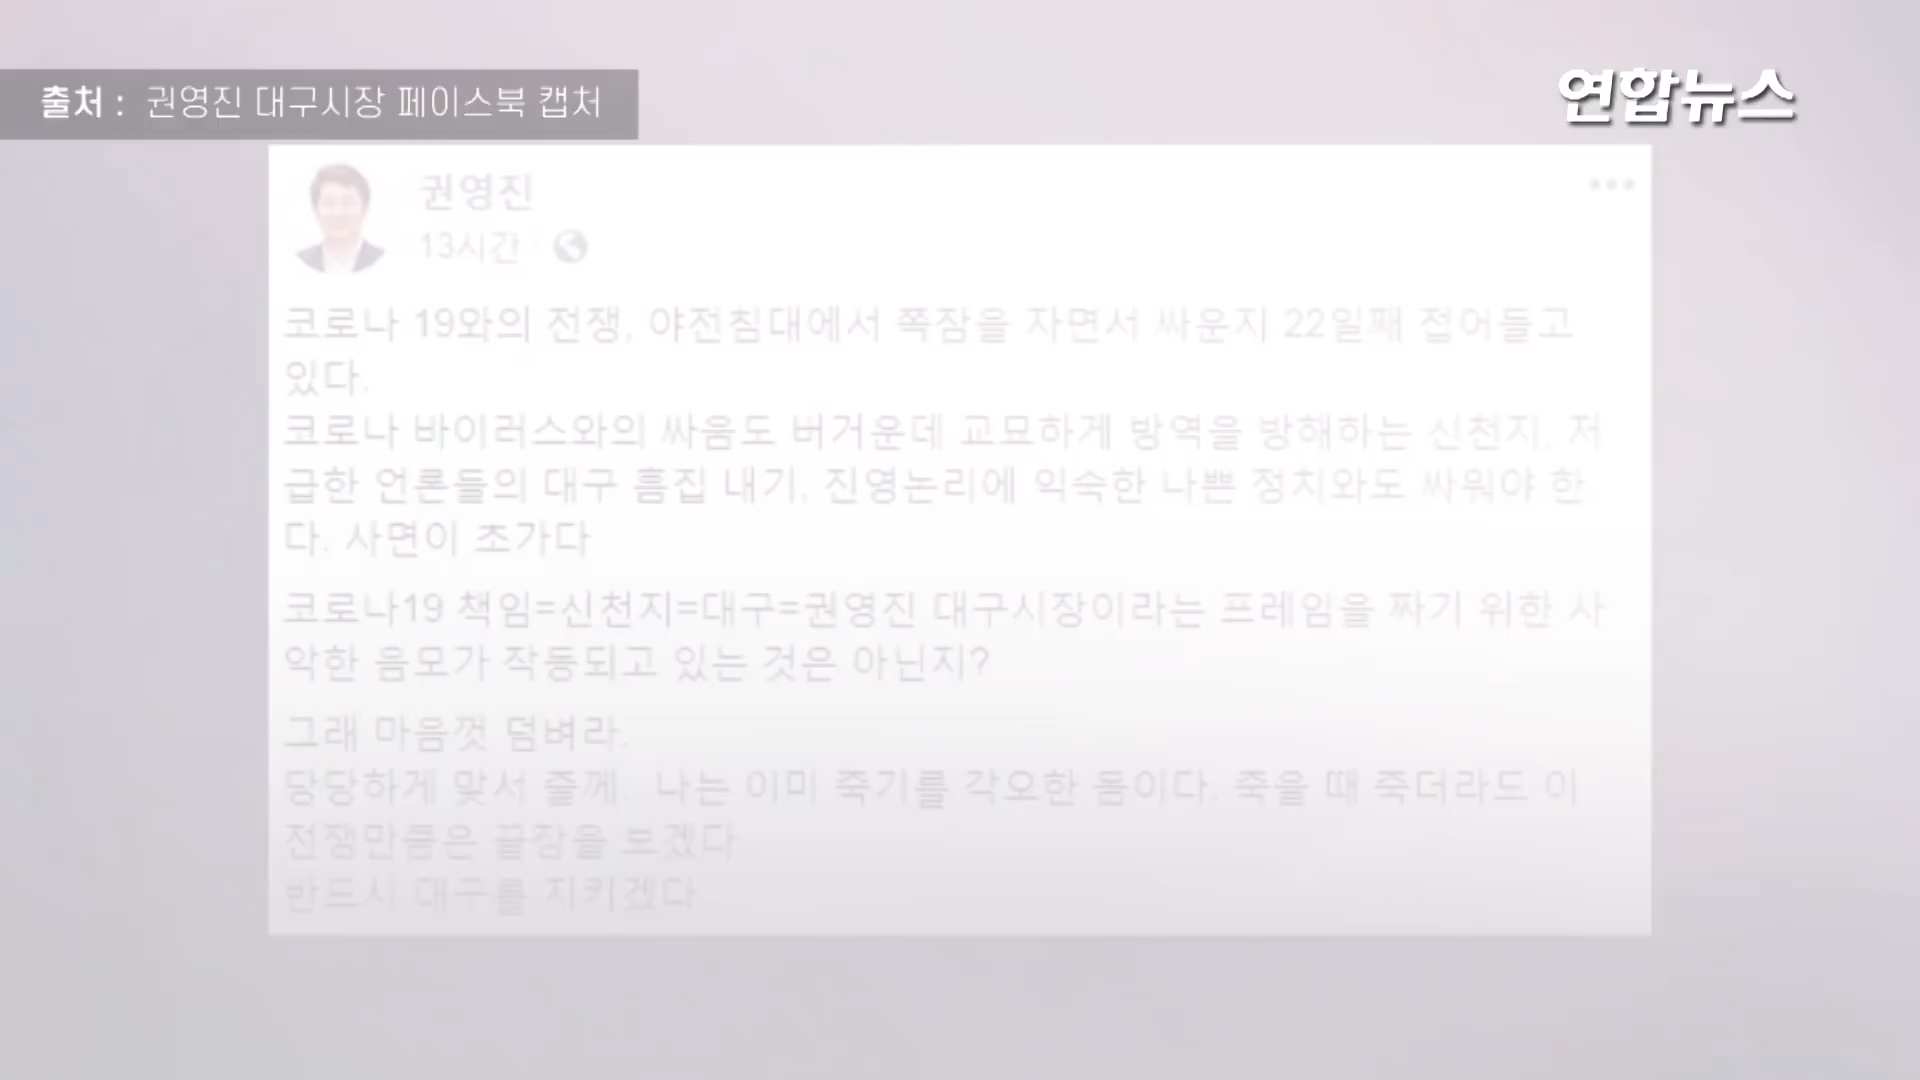 출처 : 권영진 대구시장 페이스북 캡처
연합뉴스
권영진
13시간
코로나 19와의 전쟁, 야전침대에서 쪽잠을 자면서 싸운지 22일째 접어들고
있다.
코로나 바이러스와의 싸움도 버거운데 교묘하게 방역을 방해하는 신천지, 저
급한 언론들의 대구 흠집 내기, 진영논리에 익숙한 나쁜 정치와도 싸워야 한
다. 사면이 초가다
코로나19 책임=신천지=대구=권영진 대구시장이라는 프레임을 짜기 위한 사
악한 음모가 작동되고 있는 것은 아닌지?
그래 마음껏 덤벼라.
당당하게 맞서 줄께. 나는 이미 죽기를 각오한 몸이다. 죽을 때 죽더라도 이
전쟁만큼은 끝장을 보겠다
반드시 대구를 지키겠다